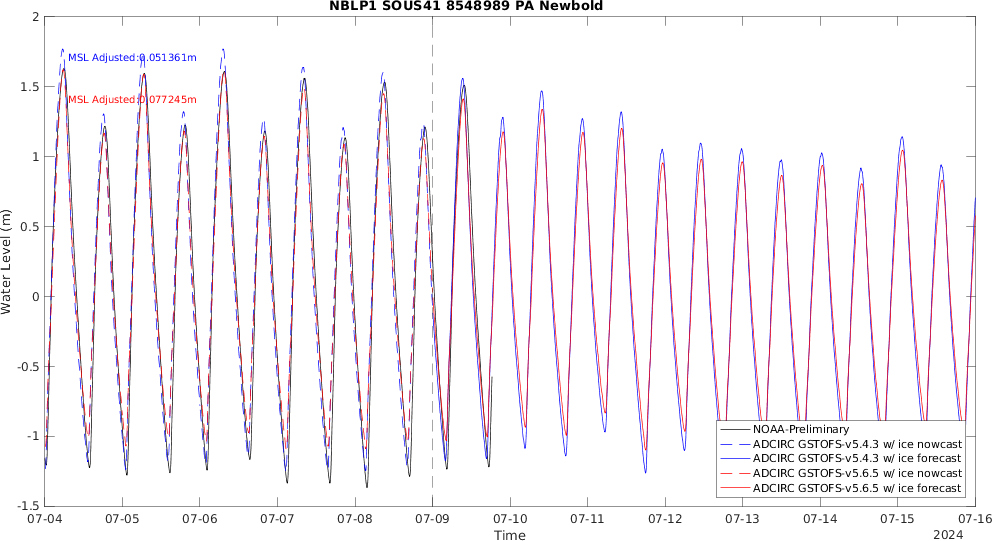 NBLP1 SOUS41 8548989 PA Newbold
MSL Adjusted:0.051361m
MSL Adjusted:0.077245m
Water Level (m)
2
1.5
1
0.5
0
-0.5
-1
-1.5
NOAA-Preliminary
ADCIRC GSTOFS-v5.4.3 w/ ice nowcast
ADCIRC GSTOFS-v5.4.3 w/ ice forecast
ADCIRC GSTOFS-v5.6.5 w/ ice nowcast
ADCIRC GSTOFS-v5.6.5 w/ ice forecast
07-04 07-05 07-06 07-07 07-08 07-09 07-10 07-11 07-12 07-13 07-14 07-15 07-16
Time
2024